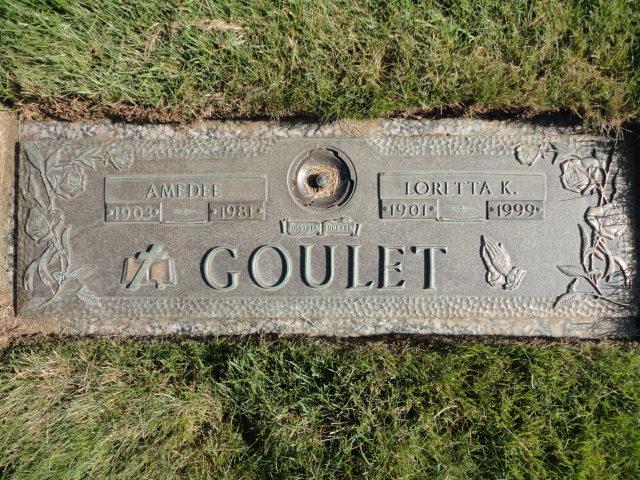 AMEDEE
1903 1981
LORETTA K.
1901 1999
GOULET